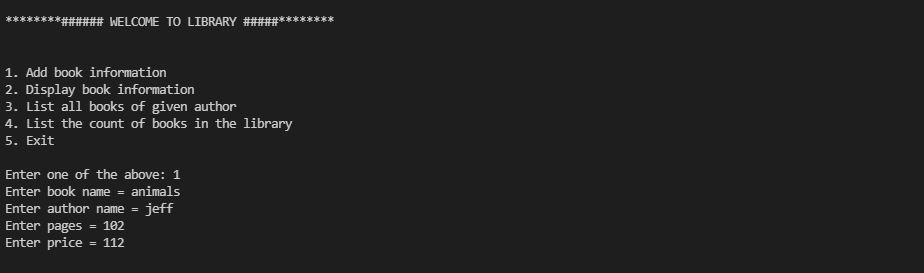 ********###### WELCOME TO LIBRARY #####********
1. Add book information
2. Display book information
3. List all books of given author
4. List the count of books in the library
5. Exit
Enter one of the above: 1
Enter book name = animals
Enter author name = jeff
Enter pages = 102
Enter price = 112